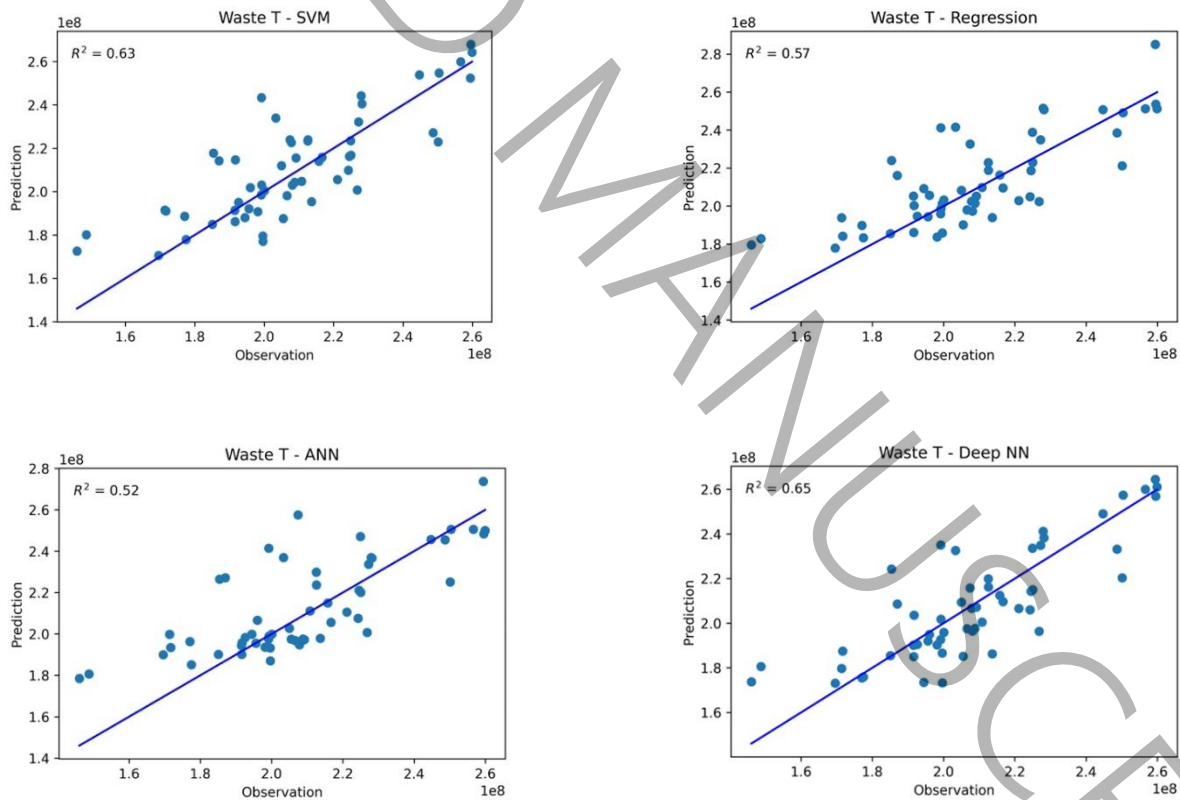 Waste T - SVM
1e8
R² = 0.63
2.6
2.4
2.2
2.0
1.8
1.6
1.4
Prediction
1.6 1.8 2.0 2.2 2.4 2.6
Observation
1e8
Waste T - Regression
1e8
R² = 0.57
2.8
2.6
2.4
2.2
2.0
1.8
1.6
1.4
Prediction
1.6 1.8 2.0 2.2 2.4 2.6
Observation
1e8
Waste T - ANN
1e8
R² = 0.52
2.8
2.6
2.4
2.2
2.0
1.8
1.6
1.4
Prediction
1.6 1.8 2.0 2.2 2.4 2.6
Observation
1e8
Waste T - Deep NN
1e8
R² = 0.65
2.6
2.4
2.2
2.0
1.8
1.6
Prediction
1.6 1.8 2.0 2.2 2.4 2.6
Observation
1e8